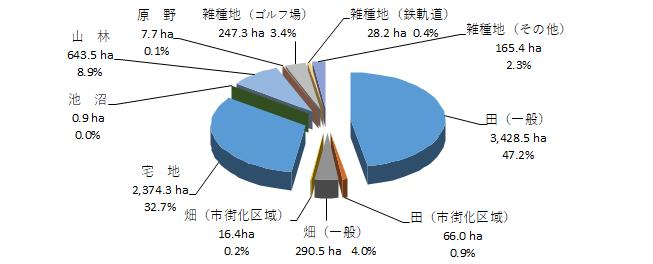 原　野
7.7 ha
0.1%
雑種地（ゴルフ場）
247.3 ha  3.4%
雑種地（鉄軌道）
28.2 ha  0.4%
雑種地（その他）
165.4 ha
2.3%
山　林
643.5 ha
8.9%
池　沼
0.9 ha
0.0%
田（一般）
3,428.5 ha
47.2%
宅　地
2,374.3 ha
32.7%
畑（市街化区域）
16.4ha
0.2%
畑（一般）
290.5 ha   4.0%
田（市街化区域）
66.0 ha
0.9%